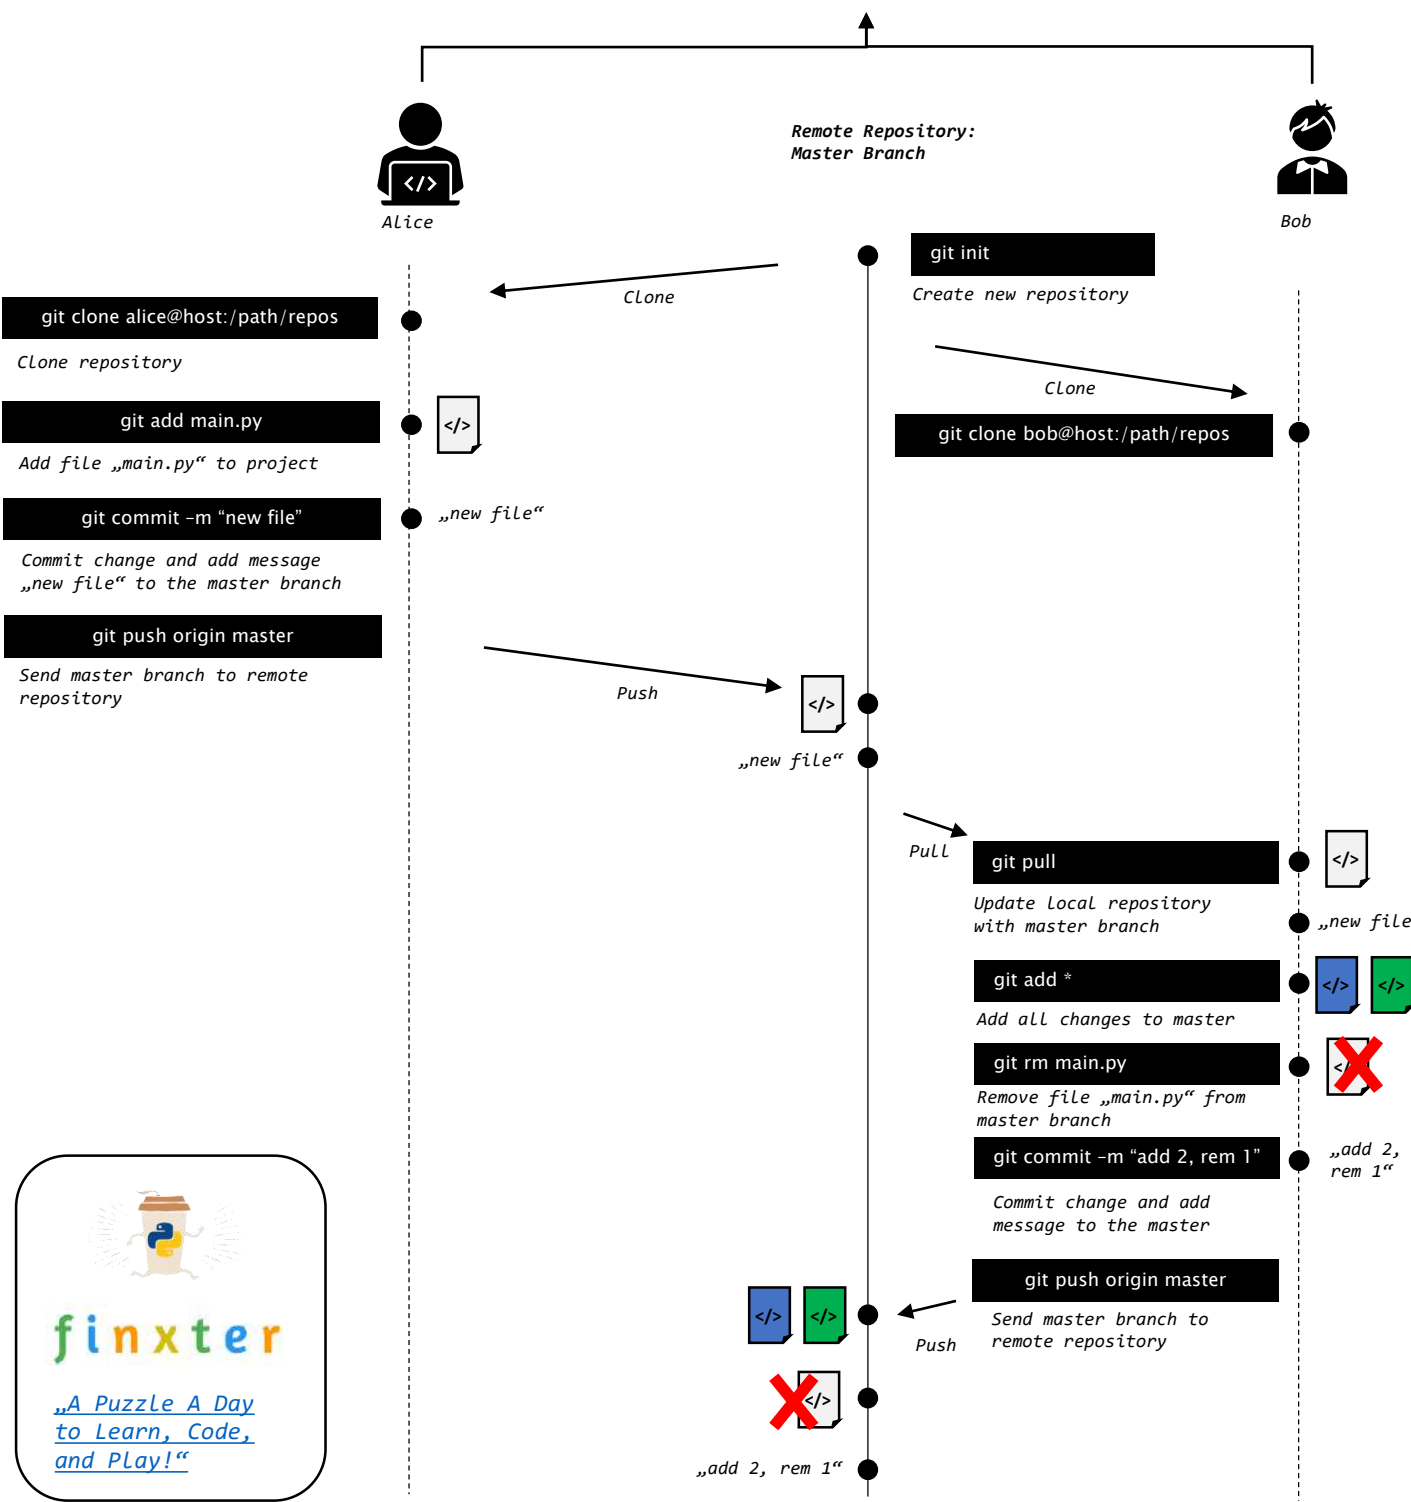 Remote Repository:
Master Branch
Alice
Bob
git init
Create new repository
Clone
git clone alice@host:/path/repos
Clone repository
Clone
git clone bob@host:/path/repos
git add main.py
</>
Add file „main.py“ to project
git commit –m “new file”
„new file“
Commit change and add message
„new file“ to the master branch
git push origin master
Send master branch to remote
repository
Push
</>
„new file“
Pull
git pull
</>
Update local repository
with master branch
„new file
git add *
</> </>
Add all changes to master
git rm main.py
Remove file „main.py“ from
master branch
git commit –m “add 2, rem 1”
„add 2,
rem 1“
Commit change and add
message to the master
git push origin master
Send master branch to
remote repository
Push
</> </>
</>
„add 2, rem 1“
finxter
„A Puzzle A Day
to Learn, Code,
and Play!“